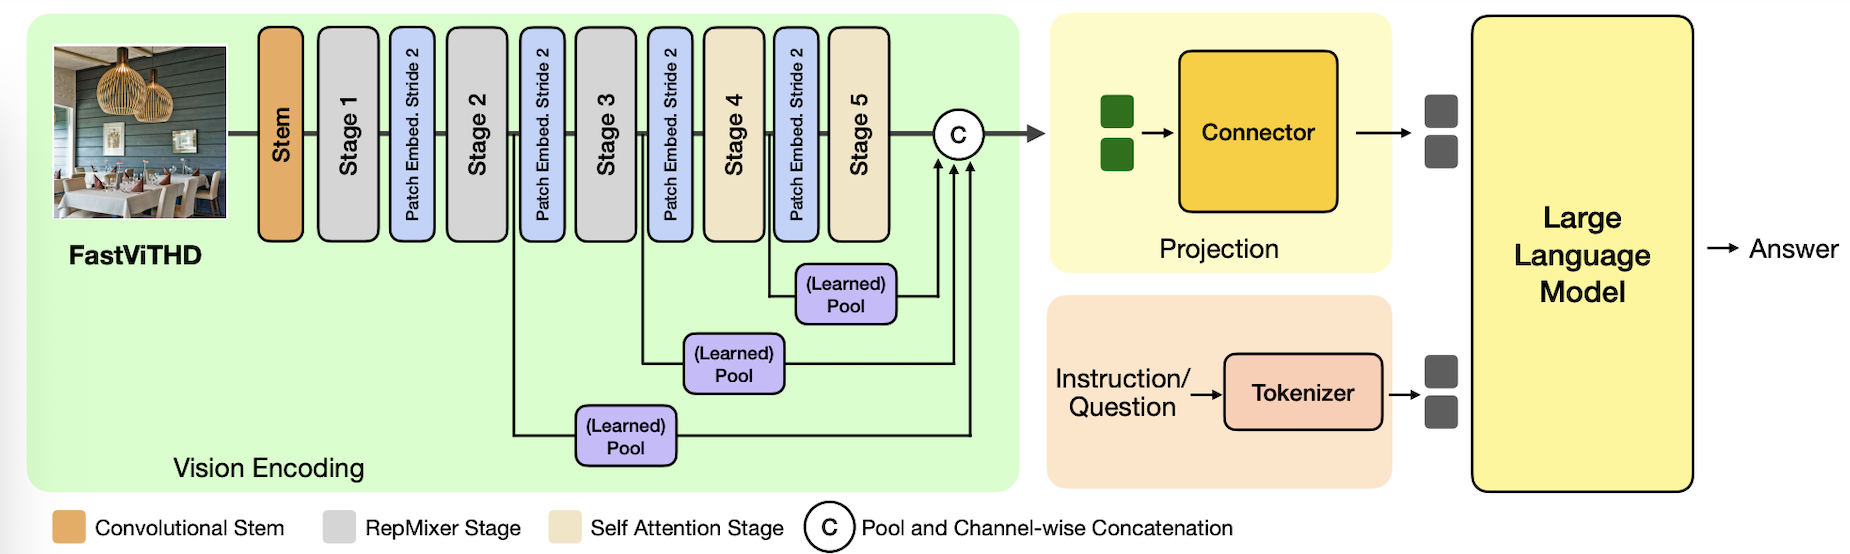 FastViTHD
Stem
Stage 1
Patch Embed. Stride 2
Stage 2
Patch Embed. Stride 2
Stage 3
Patch Embed. Stride 2
Stage 4
Patch Embed. Stride 2
Stage 5
C
(Learned)
Pool
(Learned)
Pool
(Learned)
Pool
Vision Encoding
Connector
Projection
Instruction/
Question
Tokenizer
Large
Language
Model
Answer
Convolutional Stem
RepMixer Stage
Self Attention Stage
C
Pool and Channel-wise Concatenation